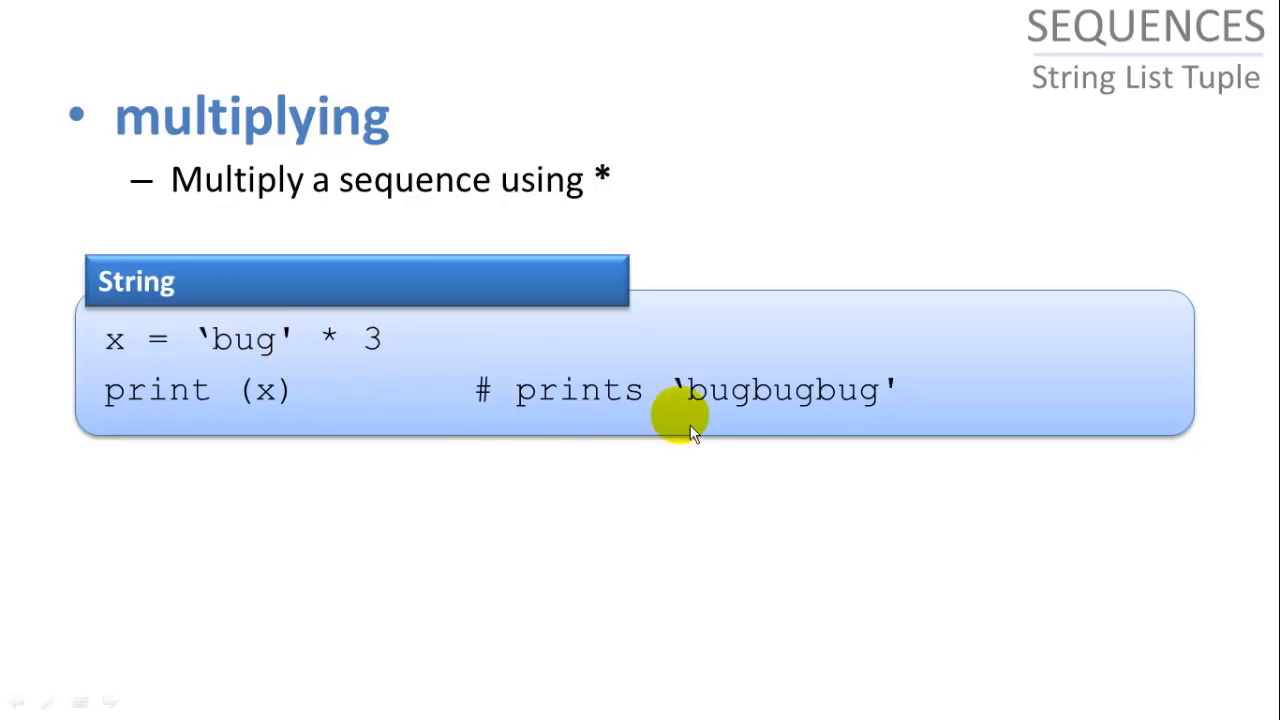 SEQUENCES
String List Tuple
• multiplying
– Multiply a sequence using *
String
x = ‛bug' * 3
print (x) # prints ‛bugbugbug'